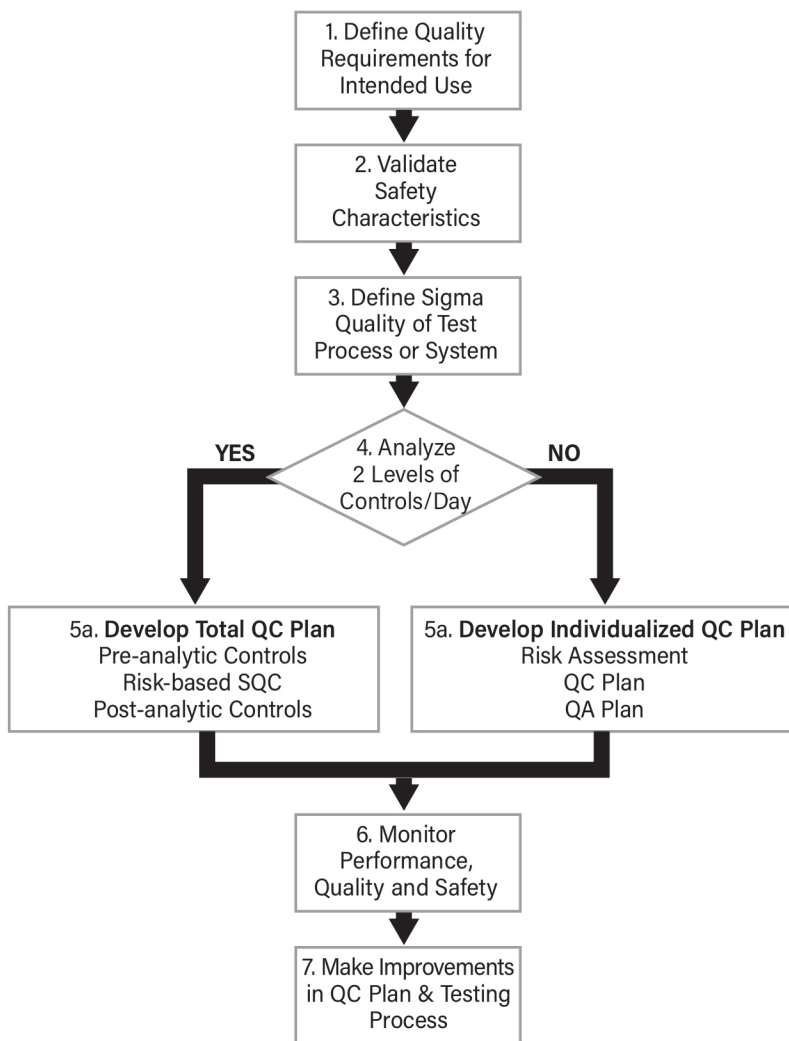 1. Define Quality
Requirements for
Intended Use
2. Validate
Safety
Characteristics
3. Define Sigma
Quality of Test
Process or System
YES
4. Analyze
2 Levels of
Controls/Day
NO
5a. Develop Total QC Plan
Pre-analytic Controls
Risk-based SQC
Post-analytic Controls
5a. Develop Individualized QC Plan
Risk Assessment
QC Plan
QA Plan
6. Monitor
Performance,
Quality and Safety
7. Make Improvements
in QC Plan & Testing
Process